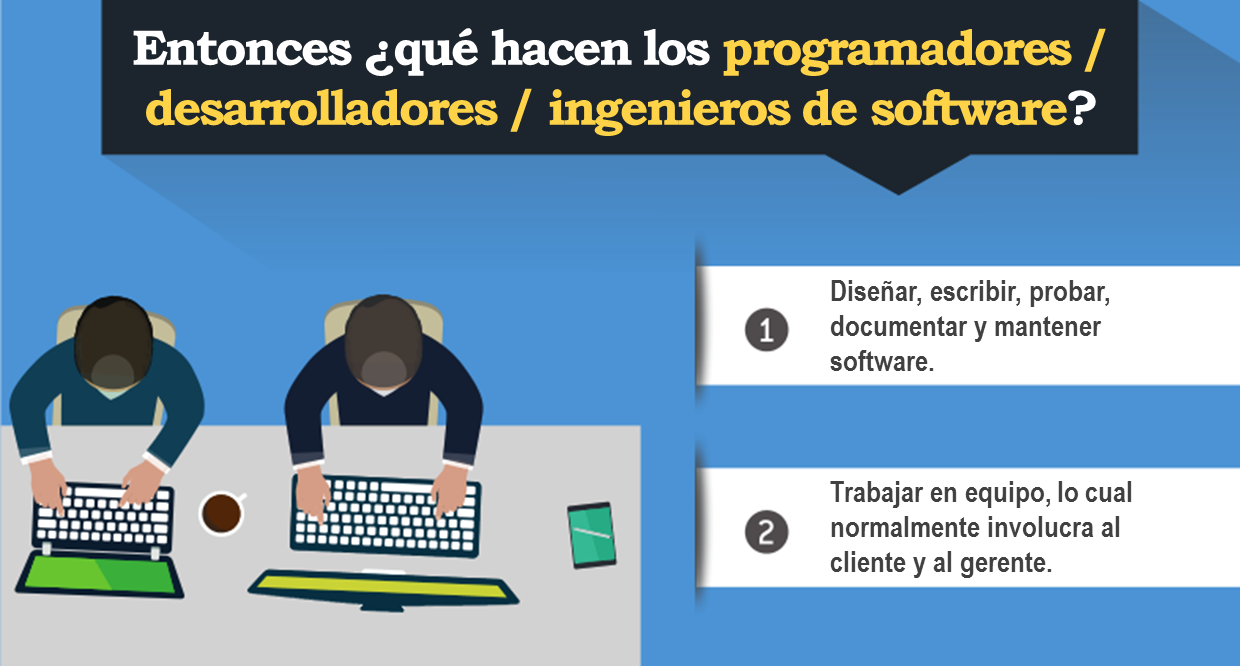 Entonces ¿qué hacen los programadores /
desarrolladores / ingenieros de software?
1
Diseñar, escribir, probar,
documentar y mantener
software.
2
Trabajar en equipo, lo cual
normalmente involucra al
cliente y al gerente.